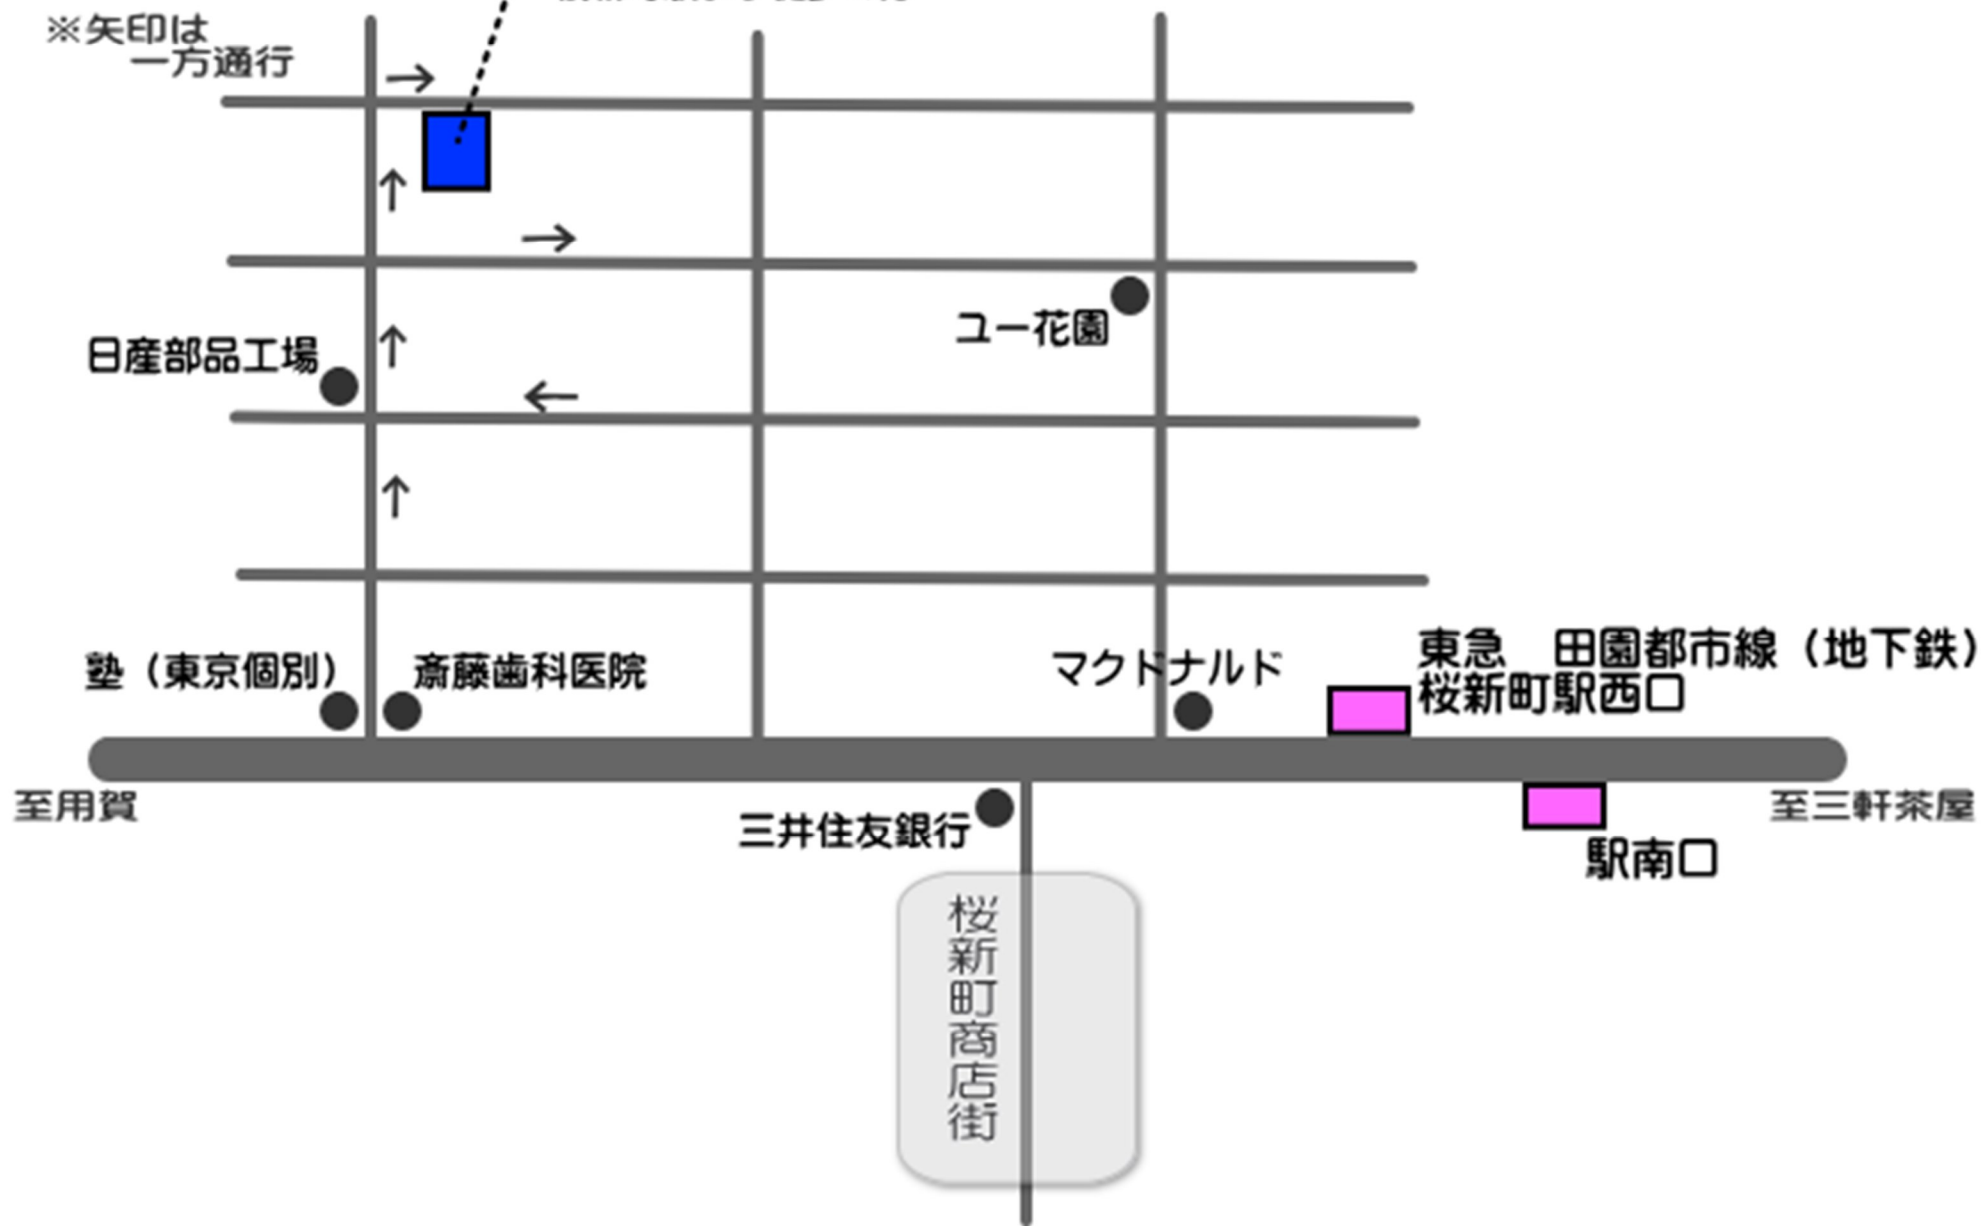 ※矢印は
一方通行
ユー花園
日産部品工場
塾（東京個別）
斎藤歯科医院
マクドナルド
東急　田園都市線（地下鉄）
桜新町駅西口
至用賀
三井住友銀行
至三軒茶屋
駅南口
桜新町商店街